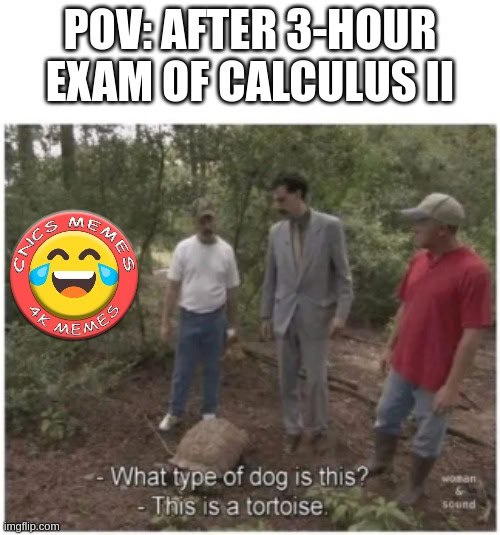 POV: AFTER 3-HOUR
EXAM OF CALCULUS II
CNCS MEMES
4K MEMES
- What type of dog is this?
- This is a tortoise.
woman
&
sound
imgflip.com